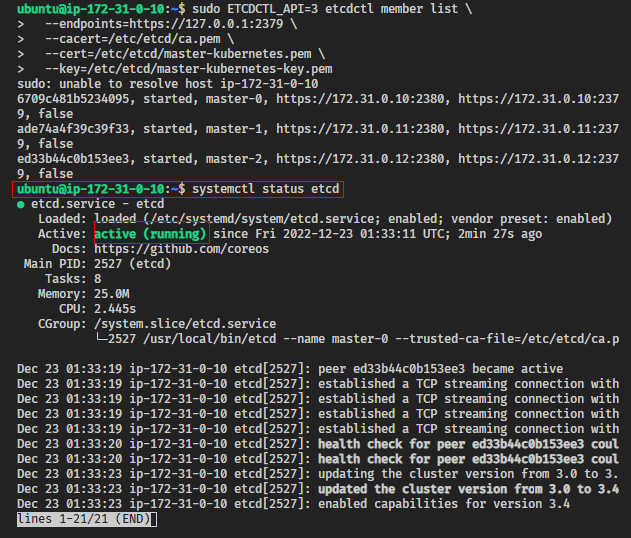 ubuntu@ip-172-31-0-10:~$ sudo ETCDCTL_API=3 etcdctl member list \
>   --endpoints=https://127.0.0.1:2379 \
>   --cacert=/etc/etcd/ca.pem \
>   --cert=/etc/etcd/master-kubernetes.pem \
>   --key=/etc/etcd/master-kubernetes-key.pem
sudo: unable to resolve host ip-172-31-0-10
6709c481b5234095, started, master-0, https://172.31.0.10:2380, https://172.31.0.10:237
9, false
ade74a4f39c39f33, started, master-1, https://172.31.0.11:2380, https://172.31.0.11:237
9, false
ed33b44c0b153ee3, started, master-2, https://172.31.0.12:2380, https://172.31.0.12:237
9, false
ubuntu@ip-172-31-0-10:~$ systemctl status etcd
● etcd.service - etcd
Loaded: loaded (/etc/systemd/system/etcd.service; enabled; vendor preset: enabled)
Active: active (running) since Fri 2022-12-23 01:33:11 UTC; 2min 27s ago
Docs: https://github.com/coreos
Main PID: 2527 (etcd)
Tasks: 8
Memory: 25.0M
CPU: 2.445s
CGroup: /system.slice/etcd.service
└─2527 /usr/local/bin/etcd --name master-0 --trusted-ca-file=/etc/etcd/ca.p
Dec 23 01:33:19 ip-172-31-0-10 etcd[2527]: peer ed33b44c0b153ee3 became active
Dec 23 01:33:19 ip-172-31-0-10 etcd[2527]: established a TCP streaming connection with
Dec 23 01:33:19 ip-172-31-0-10 etcd[2527]: established a TCP streaming connection with
Dec 23 01:33:19 ip-172-31-0-10 etcd[2527]: established a TCP streaming connection with
Dec 23 01:33:19 ip-172-31-0-10 etcd[2527]: established a TCP streaming connection with
Dec 23 01:33:20 ip-172-31-0-10 etcd[2527]: health check for peer ed33b44c0b153ee3 coul
Dec 23 01:33:20 ip-172-31-0-10 etcd[2527]: health check for peer ed33b44c0b153ee3 coul
Dec 23 01:33:23 ip-172-31-0-10 etcd[2527]: updating the cluster version from 3.0 to 3.
Dec 23 01:33:23 ip-172-31-0-10 etcd[2527]: updated the cluster version from 3.0 to 3.4
Dec 23 01:33:23 ip-172-31-0-10 etcd[2527]: enabled capabilities for version 3.4
lines 1-21/21 (END)